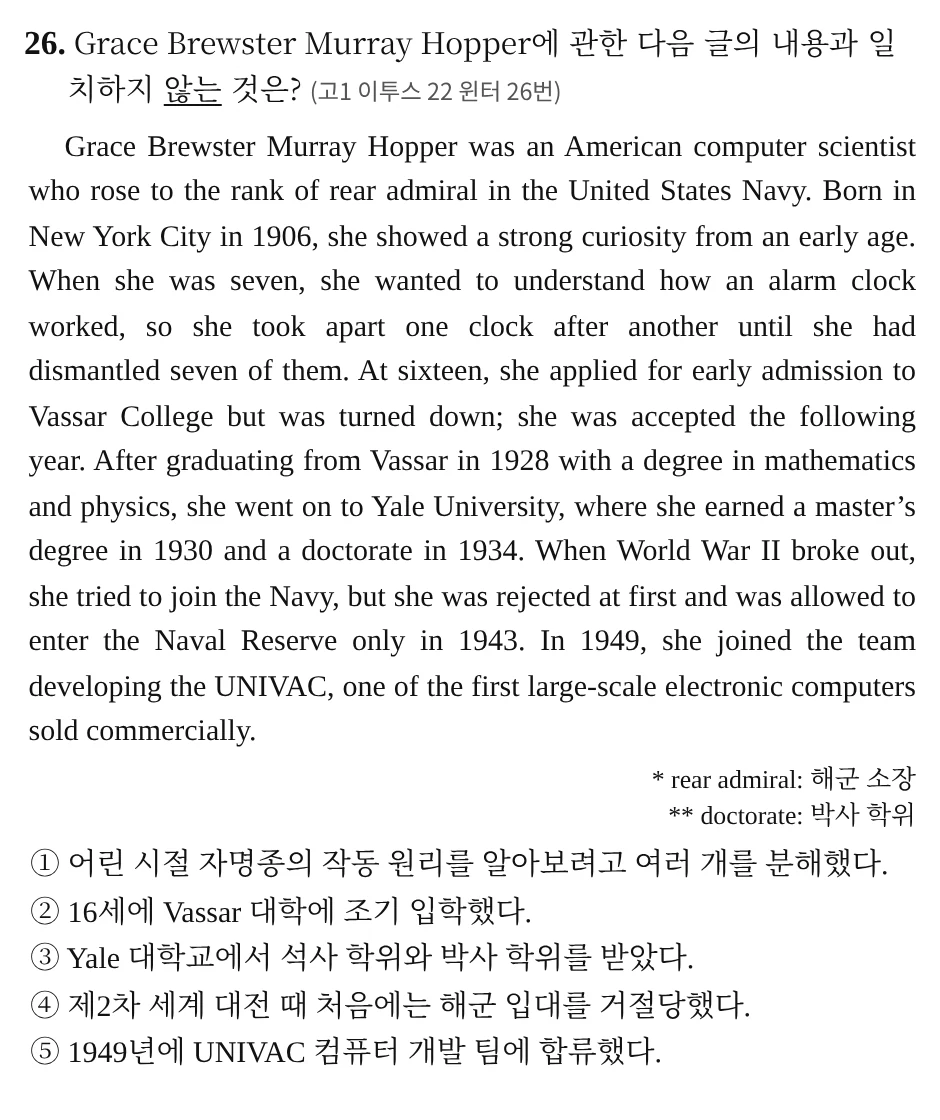 26. Grace Brewster Murray Hopper에 관한 다음 글의 내용과 일
치하지 않는 것은? (고1 이투스 22 윈터 26번)
Grace Brewster Murray Hopper was an American computer scientist
who rose to the rank of rear admiral in the United States Navy. Born in
New York City in 1906, she showed a strong curiosity from an early age.
When she was seven, she wanted to understand how an alarm clock
worked, so she took apart one clock after another until she had
dismantled seven of them. At sixteen, she applied for early admission to
Vassar College but was turned down; she was accepted the following
year. After graduating from Vassar in 1928 with a degree in mathematics
and physics, she went on to Yale University, where she earned a master’s
degree in 1930 and a doctorate in 1934. When World War II broke out,
she tried to join the Navy, but she was rejected at first and was allowed to
enter the Naval Reserve only in 1943. In 1949, she joined the team
developing the UNIVAC, one of the first large-scale electronic computers
sold commercially.
* rear admiral: 해군 소장
** doctorate: 박사 학위
① 어린 시절 자명종의 작동 원리를 알아보려고 여러 개를 분해했다.
② 16세에 Vassar 대학에 조기 입학했다.
③ Yale 대학교에서 석사 학위와 박사 학위를 받았다.
④ 제2차 세계 대전 때 처음에는 해군 입대를 거절당했다.
⑤ 1949년에 UNIVAC 컴퓨터 개발 팀에 합류했다.